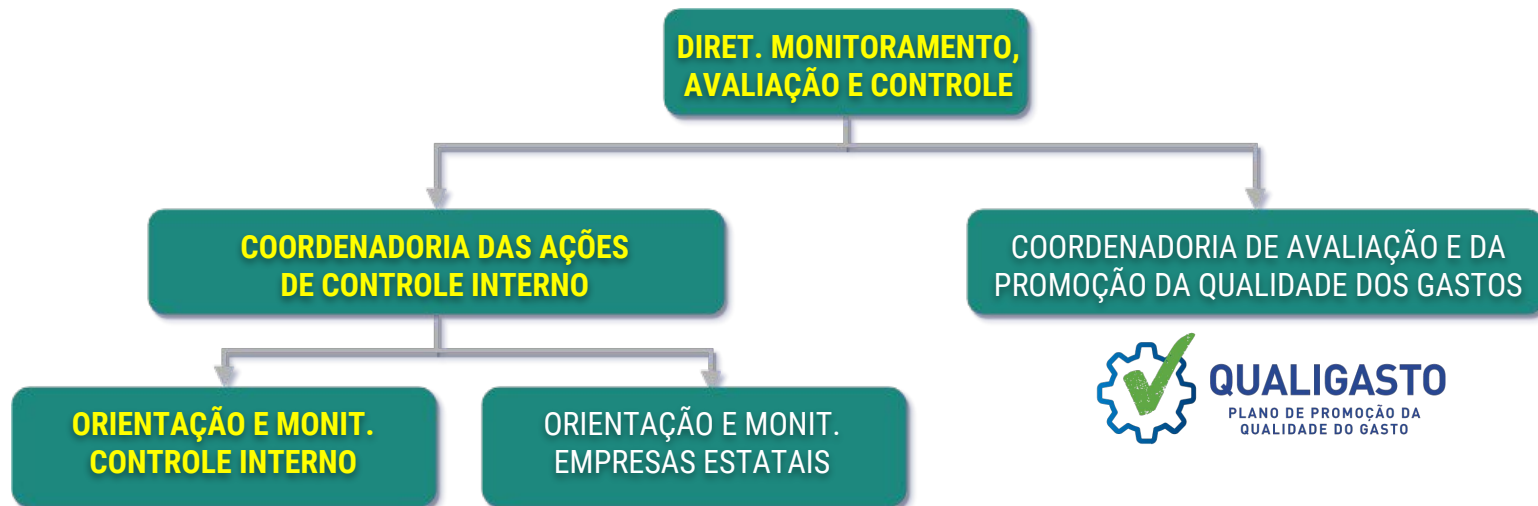 DIRET. MONITORAMENTO,
AVALIAÇÃO E CONTROLE
COORDENADORIA DAS AÇÕES
DE CONTROLE INTERNO
COORDENADORIA DE AVALIAÇÃO E DA
PROMOÇÃO DA QUALIDADE DOS GASTOS
ORIENTAÇÃO E MONIT.
CONTROLE INTERNO
ORIENTAÇÃO E MONIT.
EMPRESAS ESTATAIS
QUALIGASTO
PLANO DE PROMOÇÃO DA
QUALIDADE DO GASTO